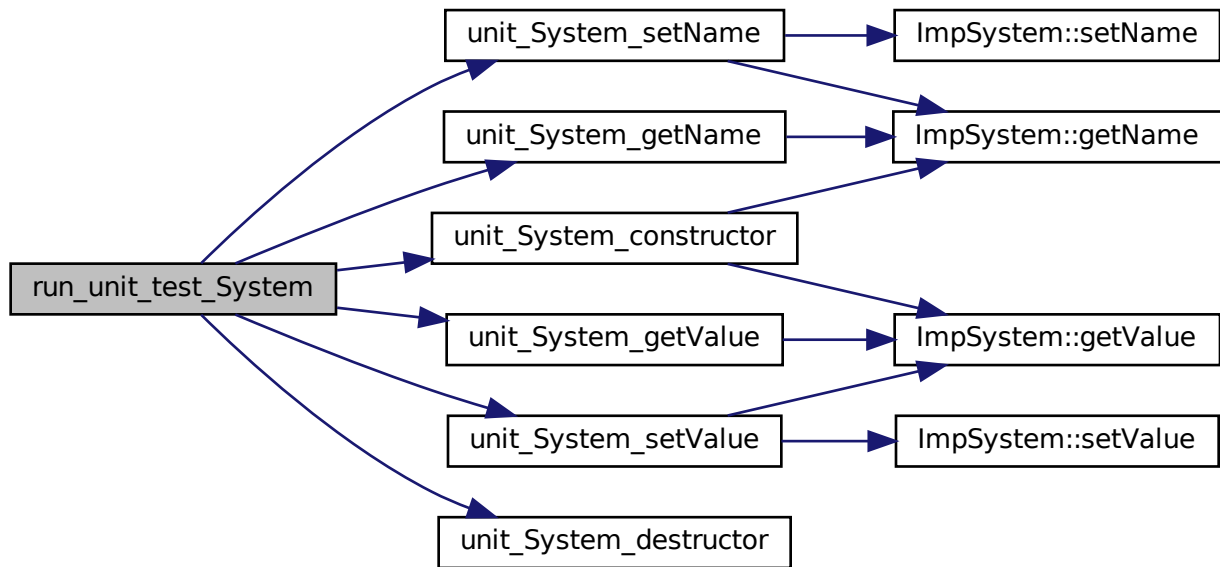 unit_System_setName
ImpSystem::setName
unit_System_getName
ImpSystem::getName
unit_System_constructor
run_unit_test_System
unit_System_getValue
ImpSystem::getValue
unit_System_setValue
ImpSystem::setValue
unit_System_destructor